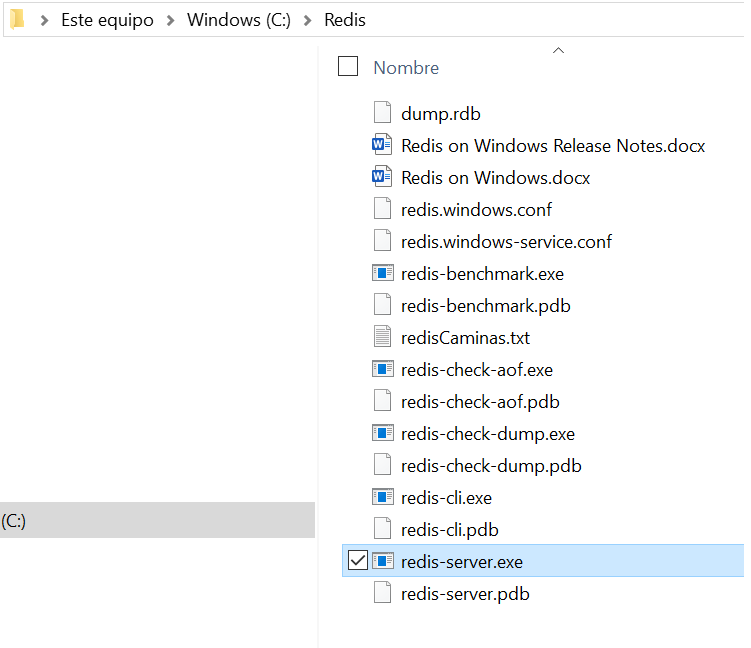 Este equipo > Windows (C:) > Redis
Nombre
dump.rdb
Redis on Windows Release Notes.docx
Redis on Windows.docx
redis.windows.conf
redis.windows-service.conf
redis-benchmark.exe
redis-benchmark.pdb
redisCaminas.txt
redis-check-aof.exe
redis-check-aof.pdb
redis-check-dump.exe
redis-check-dump.pdb
redis-cli.exe
(C:)
redis-cli.pdb
redis-server.exe
redis-server.pdb